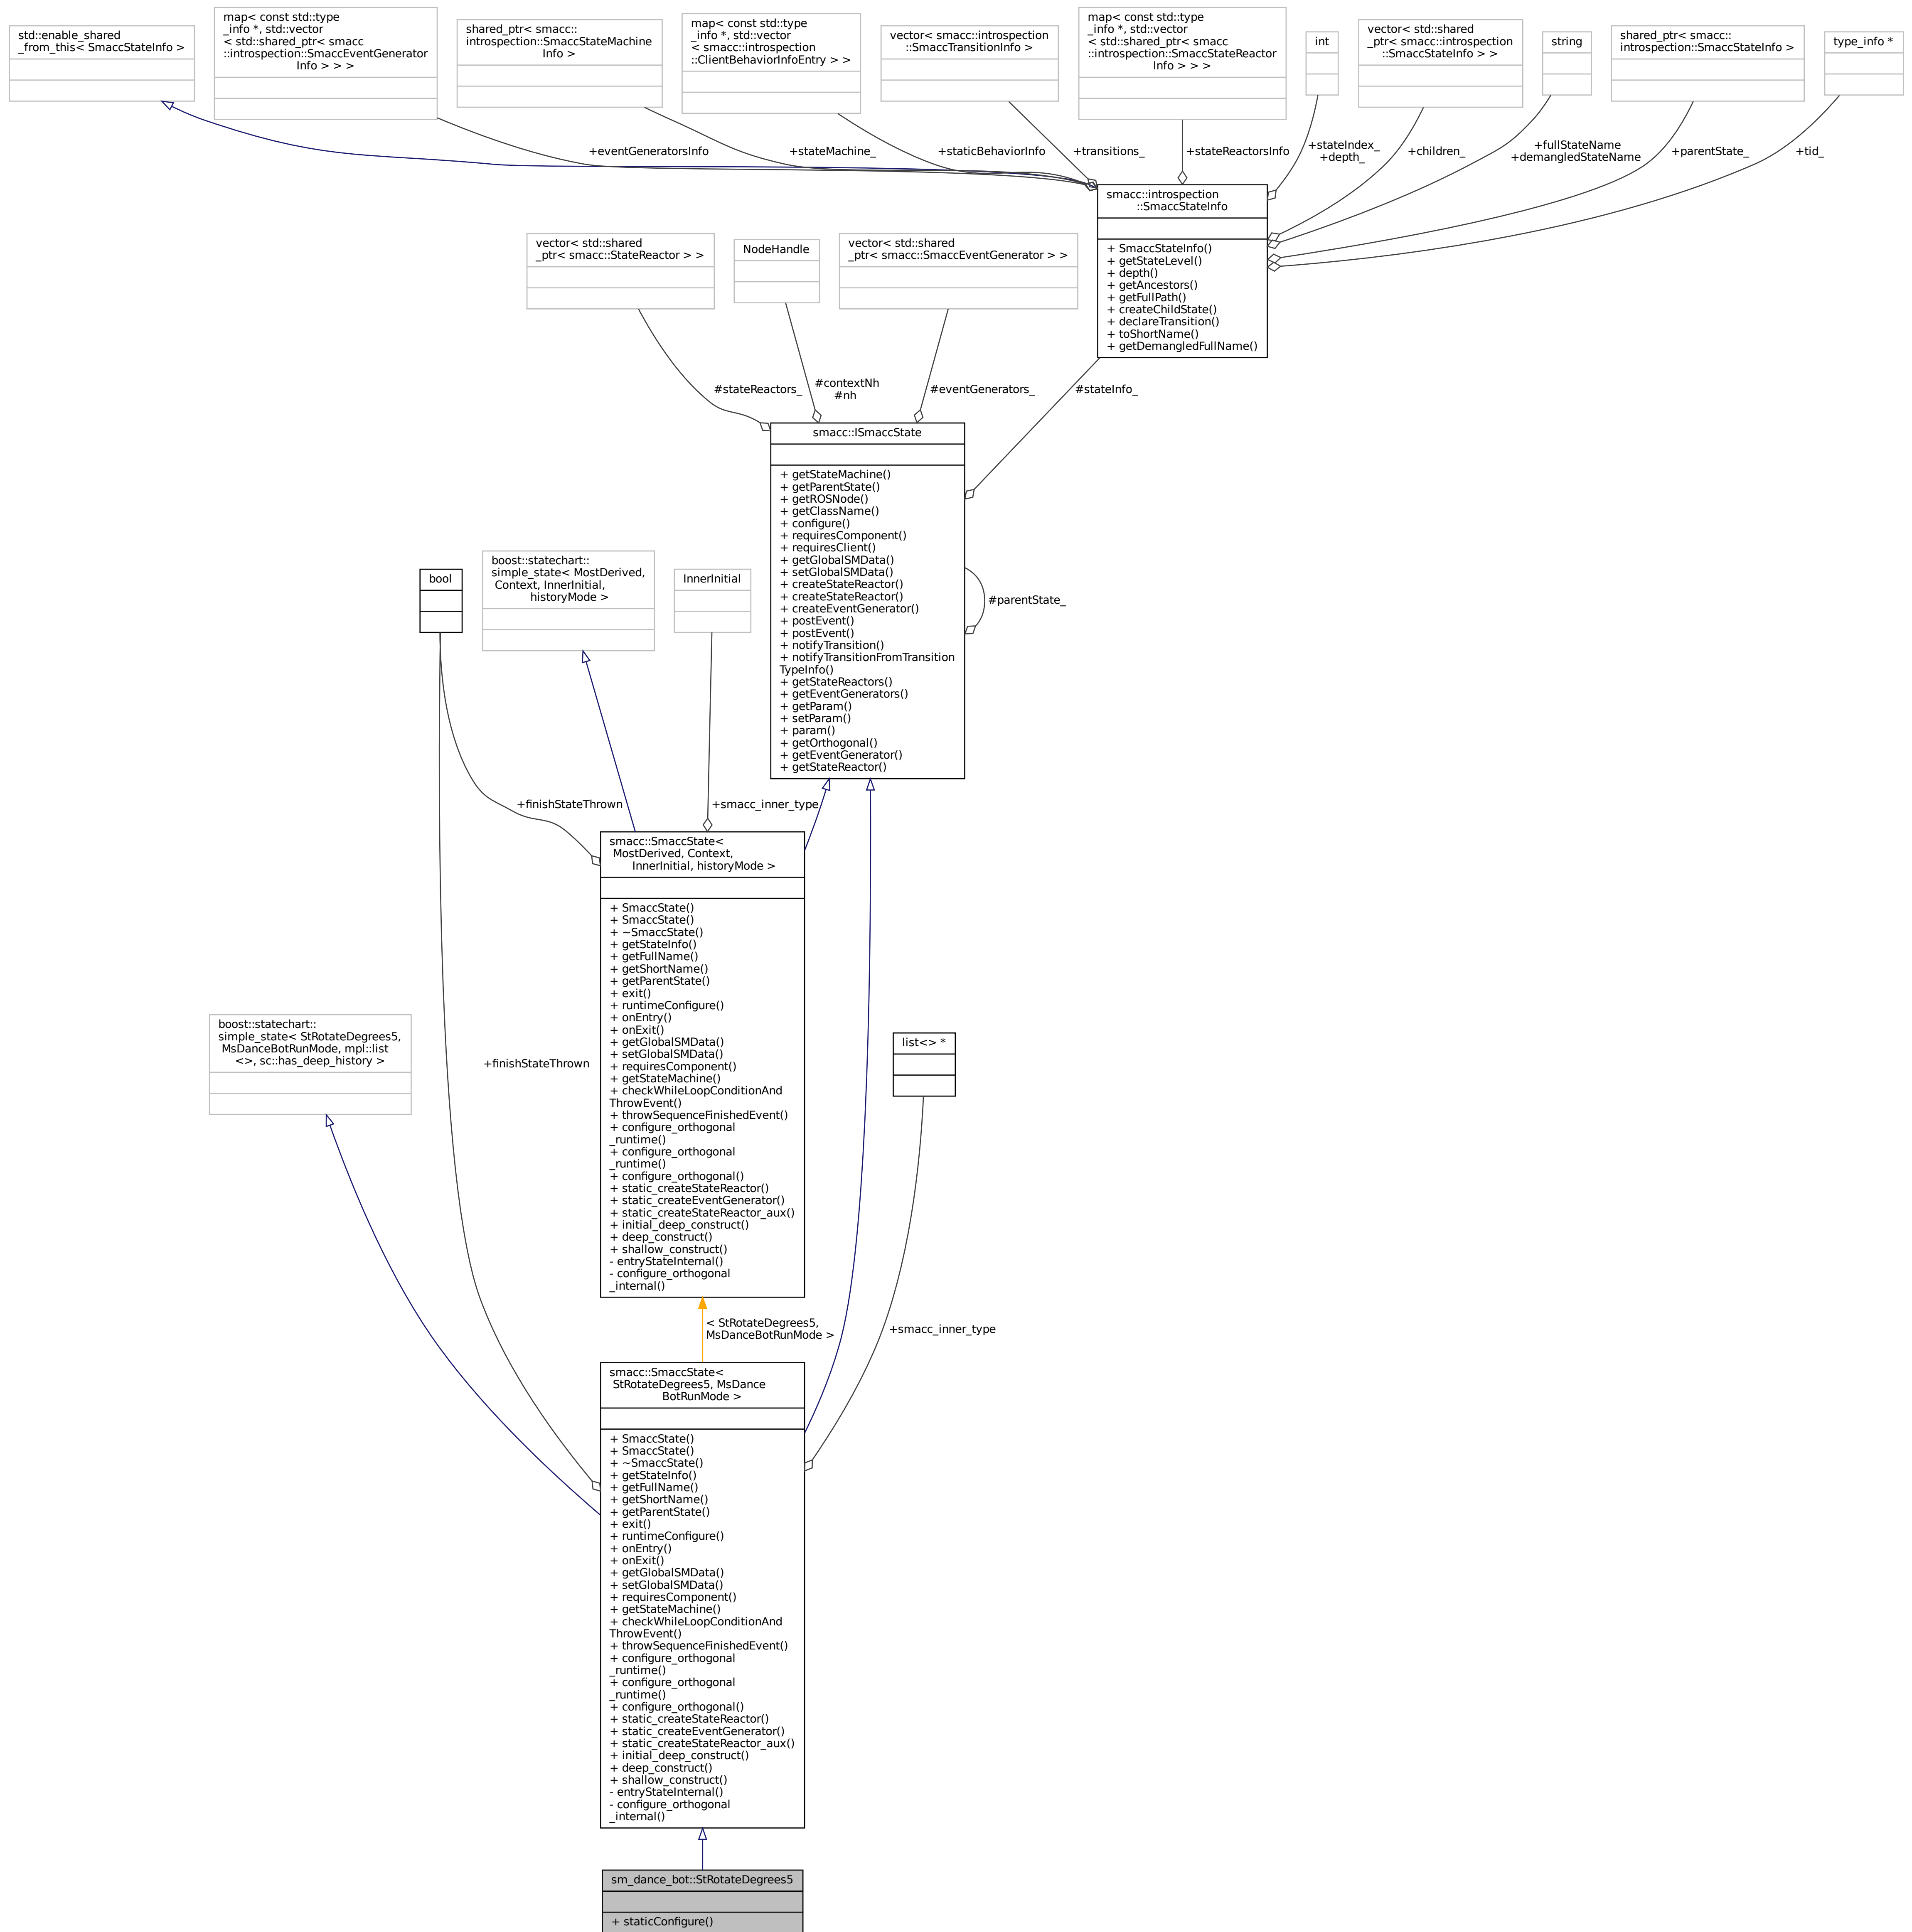 std::enable_shared
_from_this< SmaccStateInfo >
map< const std::type
_info *, std::vector
< std::shared_ptr< smacc
::introspection::SmaccEventGenerator
Info > > >
shared_ptr< smacc::
introspection::SmaccStateMachine
Info >
map< const std::type
_info *, std::vector
< smacc::introspection
::ClientBehaviorInfoEntry > >
vector< smacc::introspection
::SmaccTransitionInfo >
map< const std::type
_info *, std::vector
< std::shared_ptr< smacc
::introspection::SmaccStateReactor
Info > > >
int
vector< std::shared
_ptr< smacc::introspection
::SmaccStateInfo > >
string
shared_ptr< smacc::
introspection::SmaccStateInfo >
type_info *
+eventGeneratorsInfo
+stateMachine_
+staticBehaviorInfo
+transitions_
+stateReactorsInfo
+stateIndex_
+depth_
+children_
+fullStateName
+demangledStateName
+parentState_
+tid_
smacc::introspection
::SmaccStateInfo
+ SmaccStateInfo()
+ getStateLevel()
+ depth()
+ getAncestors()
+ getFullPath()
+ createChildState()
+ declareTransition()
+ toShortName()
+ getDemangledFullName()
vector< std::shared
_ptr< smacc::StateReactor > >
NodeHandle
vector< std::shared
_ptr< smacc::SmaccEventGenerator > >
#stateReactors_
#contextNh
#nh
#eventGenerators_
#stateInfo_
smacc::ISmaccState
+ getStateMachine()
+ getParentState()
+ getROSNode()
+ getClassName()
+ configure()
+ requiresComponent()
+ requiresClient()
+ getGlobalSMData()
+ setGlobalSMData()
+ createStateReactor()
+ createStateReactor()
+ createEventGenerator()
+ postEvent()
+ postEvent()
+ notifyTransition()
+ notifyTransitionFromTransition
TypeInfo()
+ getStateReactors()
+ getEventGenerators()
+ getParam()
+ setParam()
+ param()
+ getOrthogonal()
+ getEventGenerator()
+ getStateReactor()
#parentState_
bool
boost::statechart::
simple_state< MostDerived,
Context, InnerInitial,
historyMode >
InnerInitial
+finishStateThrown
+smacc_inner_type
smacc::SmaccState<
MostDerived, Context,
InnerInitial, historyMode >
+ SmaccState()
+ SmaccState()
+ ~SmaccState()
+ getStateInfo()
+ getFullName()
+ getShortName()
+ getParentState()
+ exit()
+ runtimeConfigure()
+ onEntry()
+ onExit()
+ getGlobalSMData()
+ setGlobalSMData()
+ requiresComponent()
+ getStateMachine()
+ checkWhileLoopConditionAnd
ThrowEvent()
+ throwSequenceFinishedEvent()
+ configure_orthogonal
_runtime()
+ configure_orthogonal
_runtime()
+ configure_orthogonal()
+ static_createStateReactor()
+ static_createEventGenerator()
+ static_createStateReactor_aux()
+ initial_deep_construct()
+ deep_construct()
+ shallow_construct()
- entryStateInternal()
- configure_orthogonal
_internal()
boost::statechart::
simple_state< StRotateDegrees5,
MsDanceBotRunMode, mpl::list
<>, sc::has_deep_history >
+finishStateThrown
list<> *
< StRotateDegrees5,
MsDanceBotRunMode >
+smacc_inner_type
smacc::SmaccState<
StRotateDegrees5, MsDance
BotRunMode >
+ SmaccState()
+ SmaccState()
+ ~SmaccState()
+ getStateInfo()
+ getFullName()
+ getShortName()
+ getParentState()
+ exit()
+ runtimeConfigure()
+ onEntry()
+ onExit()
+ getGlobalSMData()
+ setGlobalSMData()
+ requiresComponent()
+ getStateMachine()
+ checkWhileLoopConditionAnd
ThrowEvent()
+ throwSequenceFinishedEvent()
+ configure_orthogonal
_runtime()
+ configure_orthogonal
_runtime()
+ configure_orthogonal()
+ static_createStateReactor()
+ static_createEventGenerator()
+ static_createStateReactor_aux()
+ initial_deep_construct()
+ deep_construct()
+ shallow_construct()
- entryStateInternal()
- configure_orthogonal
_internal()
sm_dance_bot::StRotateDegrees5
+ staticConfigure()